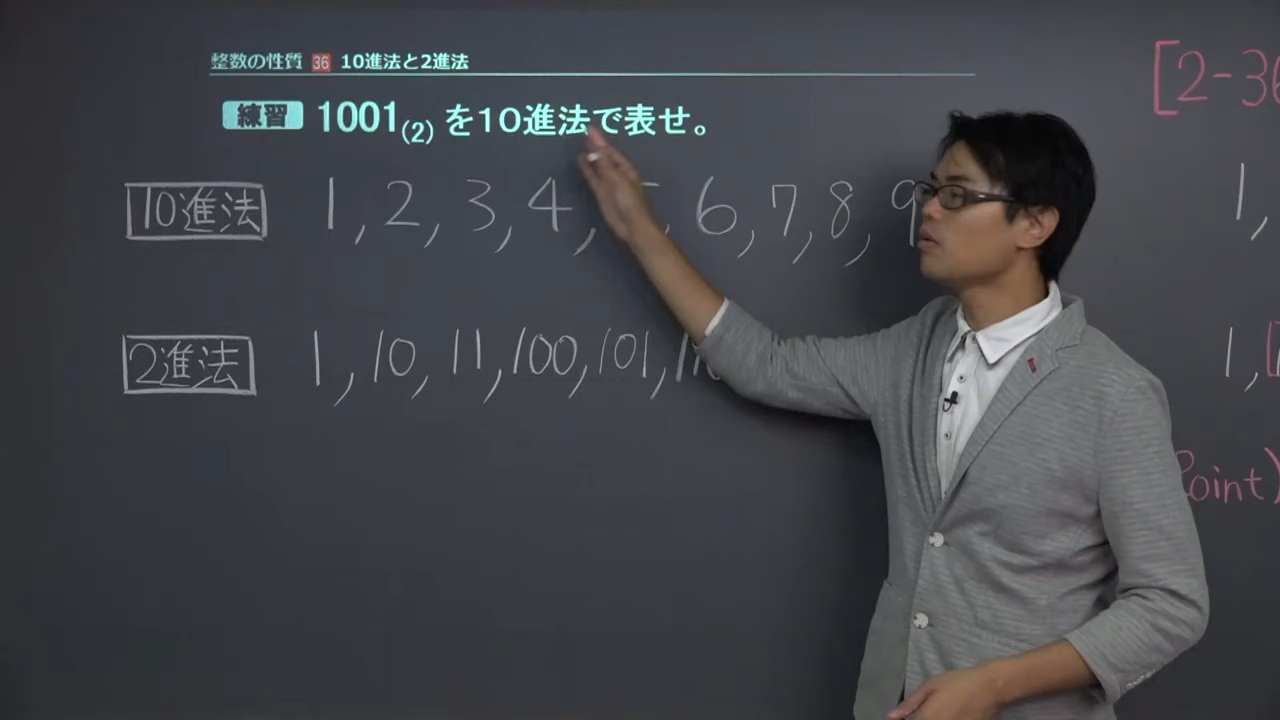 整数の性質 36 10進法と2進法
[2-36
練習 1001(2) を10進法で表せ。
10進法 1, 2, 3, 4, 6, 7, 8, 9 1,
2進法 1, 10, 11, 100, 101, 1,
oint)